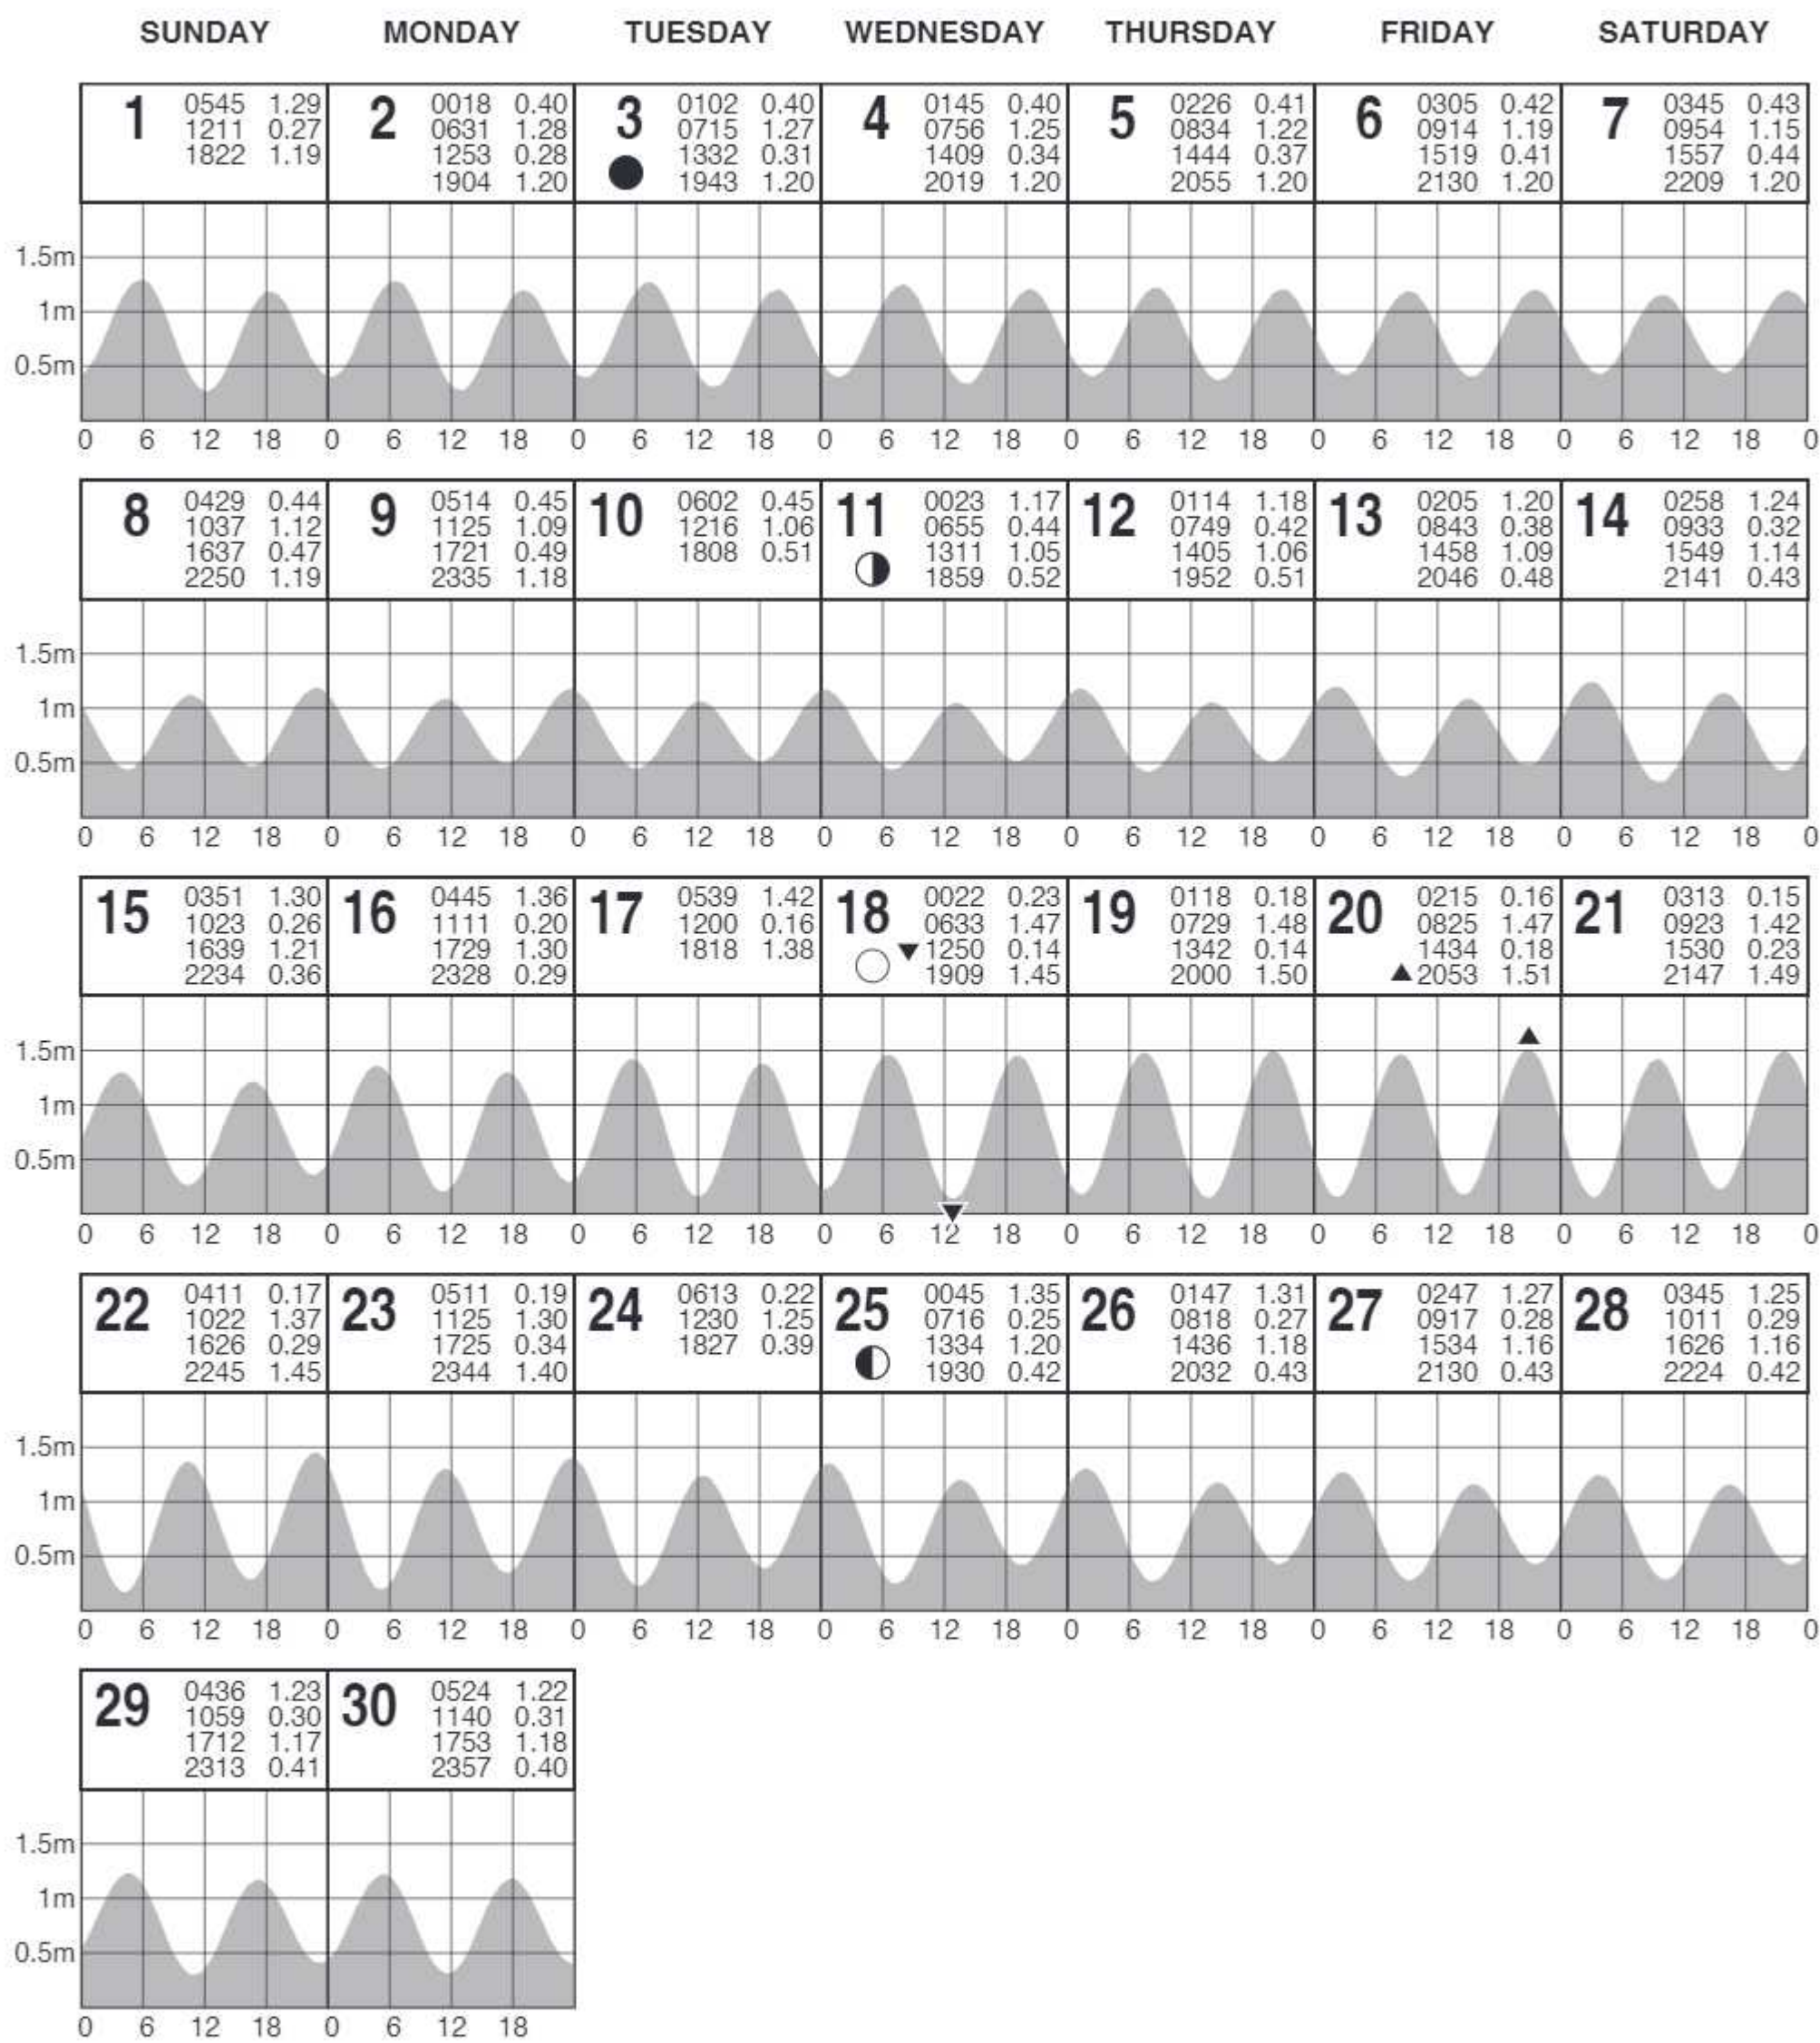 SUNDAY MONDAY TUESDAY WEDNESDAY THURSDAY FRIDAY SATURDAY
1 0545 1.29
1211 0.27
1822 1.19
2 0018 0.40
0631 1.28
1253 0.28
1904 1.20
3 0102 0.40
0715 1.27
1332 0.31
1943 1.20
4 0145 0.40
0756 1.25
1409 0.34
2019 1.20
5 0226 0.41
0834 1.22
1444 0.37
2055 1.20
6 0305 0.42
0914 1.19
1519 0.41
2130 1.20
7 0345 0.43
0954 1.15
1557 0.44
2209 1.20
1.5m
1m
0.5m
0 6 12 18 0 6 12 18 0 6 12 18 0 6 12 18 0 6 12 18 0 6 12 18 0 6 12 18 0
8 0429 0.44
1037 1.12
1637 0.47
2250 1.19
9 0514 0.45
1125 1.09
1721 0.49
2335 1.18
10 0602 0.45
1216 1.06
1808 0.51
11 0023 1.17
0655 0.44
1311 1.05
1859 0.52
12 0114 1.18
0749 0.42
1405 1.06
1952 0.51
13 0205 1.20
0843 0.38
1458 1.09
2046 0.48
14 0258 1.24
0933 0.32
1549 1.14
2141 0.43
1.5m
1m
0.5m
0 6 12 18 0 6 12 18 0 6 12 18 0 6 12 18 0 6 12 18 0 6 12 18 0 6 12 18 0
15 0351 1.30
1023 0.26
1639 1.21
2234 0.36
16 0445 1.36
1111 0.20
1729 1.30
2328 0.29
17 0539 1.42
1200 0.16
1818 1.38
18 0022 0.23
0633 1.47
▼1250 0.14
1909 1.45
19 0118 0.18
0729 1.48
1342 0.14
2000 1.50
20 0215 0.16
0825 1.47
1434 0.18
▲2053 1.51
21 0313 0.15
0923 1.42
1530 0.23
2147 1.49
1.5m
1m
0.5m
0 6 12 18 0 6 12 18 0 6 12 18 0 6 12 18 0 6 12 18 0 6 12 18 0 6 12 18 0
22 0411 0.17
1022 1.37
1626 0.29
2245 1.45
23 0511 0.19
1125 1.30
1725 0.34
2344 1.40
24 0613 0.22
1230 1.25
1827 0.39
25 0045 1.35
0716 0.25
1334 1.20
1930 0.42
26 0147 1.31
0818 0.27
1436 1.18
2032 0.43
27 0247 1.27
0917 0.28
1534 1.16
2130 0.43
28 0345 1.25
1011 0.29
1626 1.16
2224 0.42
1.5m
1m
0.5m
0 6 12 18 0 6 12 18 0 6 12 18 0 6 12 18 0 6 12 18 0 6 12 18 0 6 12 18 0
29 0436 1.23
1059 0.30
1712 1.17
2313 0.41
30 0524 1.22
1140 0.31
1753 1.18
2357 0.40
1.5m
1m
0.5m
0 6 12 18 0 6 12 18